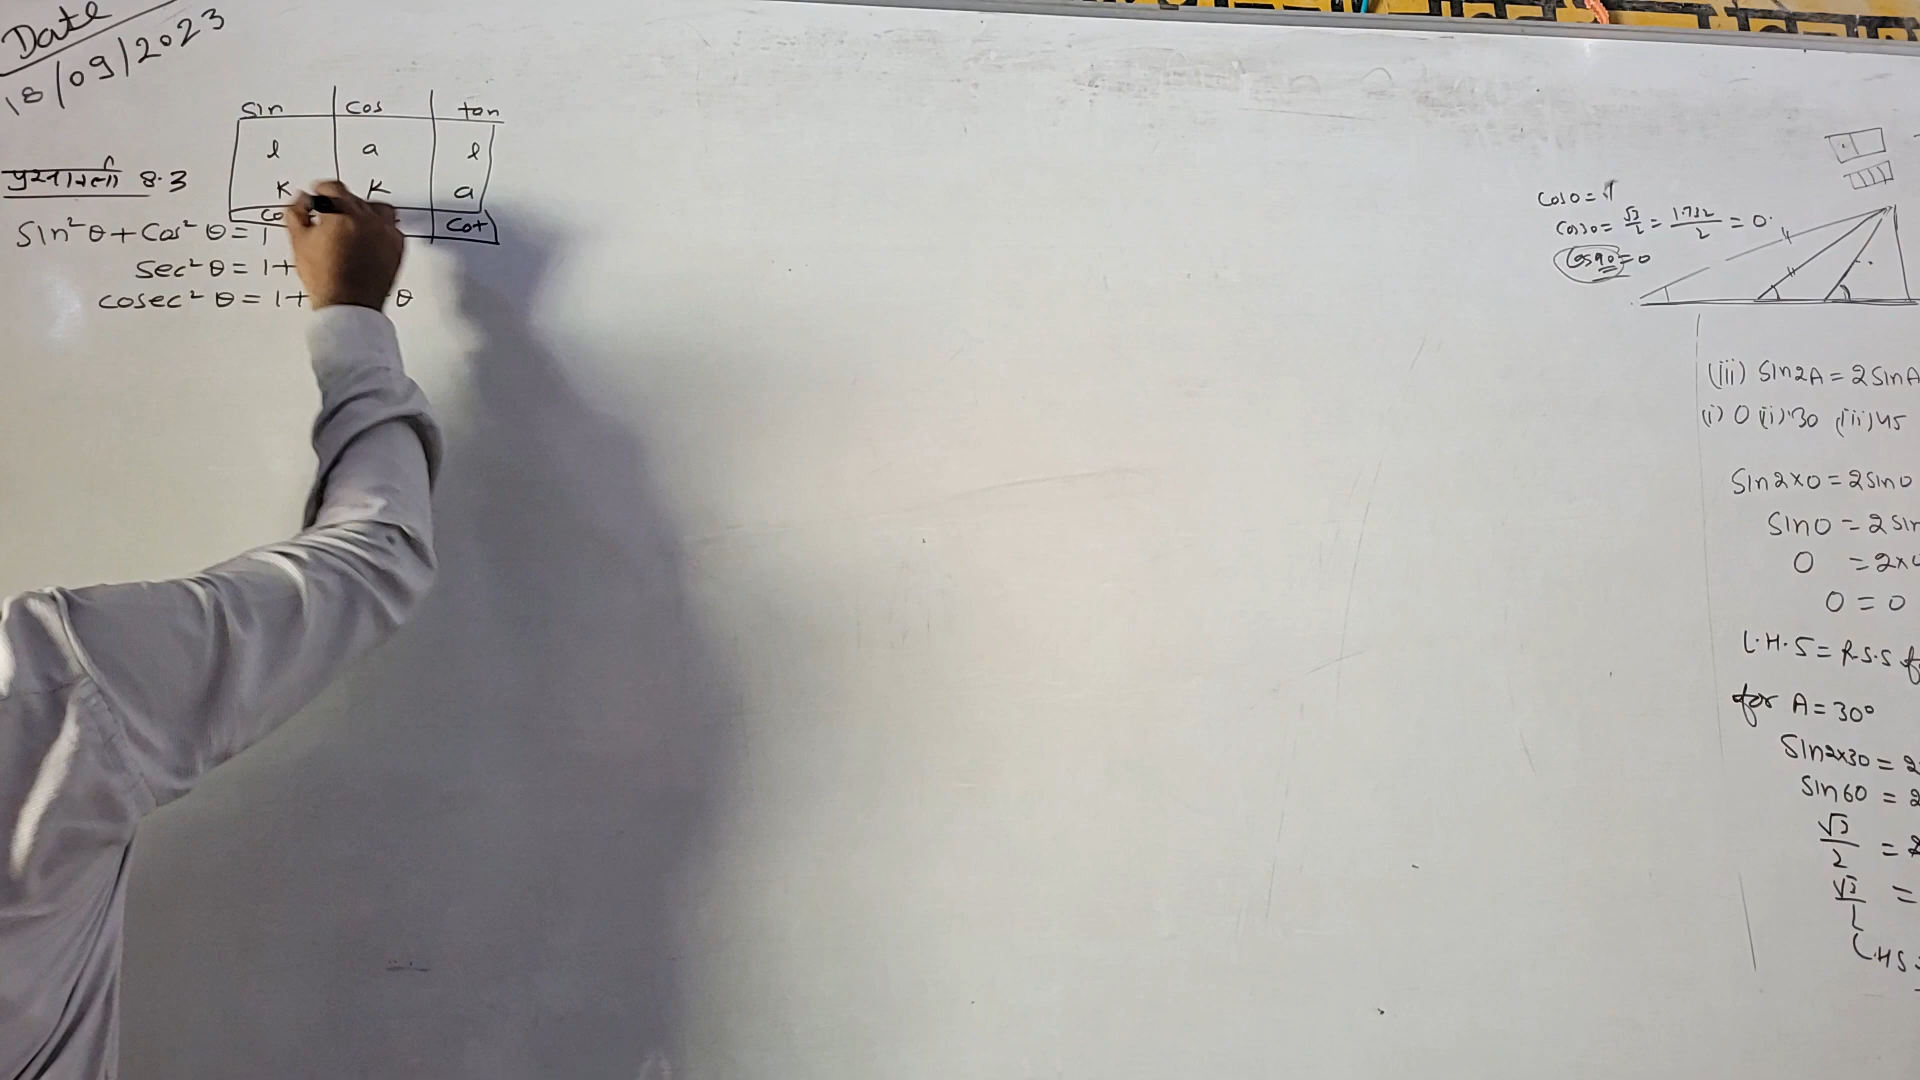 Date
18/09/2023
sin cos tan
l a l
K K a
co cot
प्रश्नावली 8.3
Sin²θ + Cos²θ = 1
Sec²θ = 1+
Cosec²θ = 1+ θ
Cos0 = 1
Cos30 = √3/2 = 1.732/2 = 0.
Cos90 = 0
(iii) Sin2A = 2SinA
(i) 0 (ii) 30 (iii) 45
Sin2×0 = 2Sin0
Sin0 = 2Sin
0 = 2×
0 = 0
L.H.S = R.S.S
for A = 30°
Sin2×30 = 2
Sin60 = 2
√3/2 = 2
√3/2 =
L.H.S =